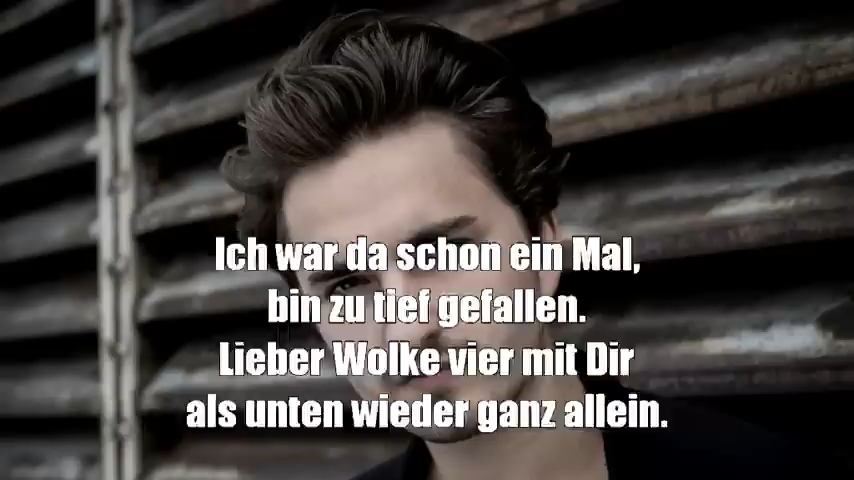 Ich war da schon ein Mal,
bin zu tief gefallen.
Lieber Wolke vier mit Dir
als unten wieder ganz allein.